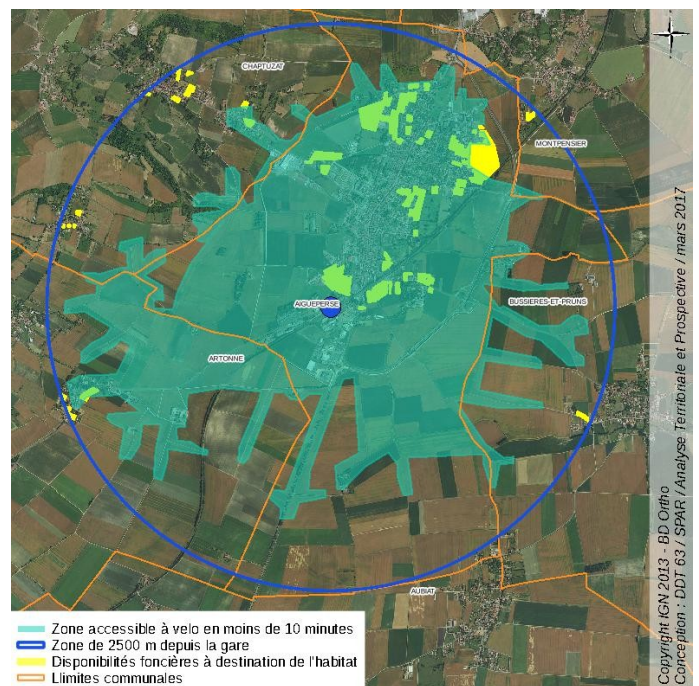 CHAPTUZAT
MONTPENSIER
AIGUEPERSE
BUSSIERES-ET-PRUNS
ARTONNE
AUBIAT
Zone accessible à velo en moins de 10 minutes
Zone de 2500 m depuis la gare
Disponibilités foncières à destination de l'habitat
Llimites communales
Copyright IGN 2013 - BD Ortho
Conception : DDT 63 / SPAR / Analyse Territoriale et Prospective / mars 2017